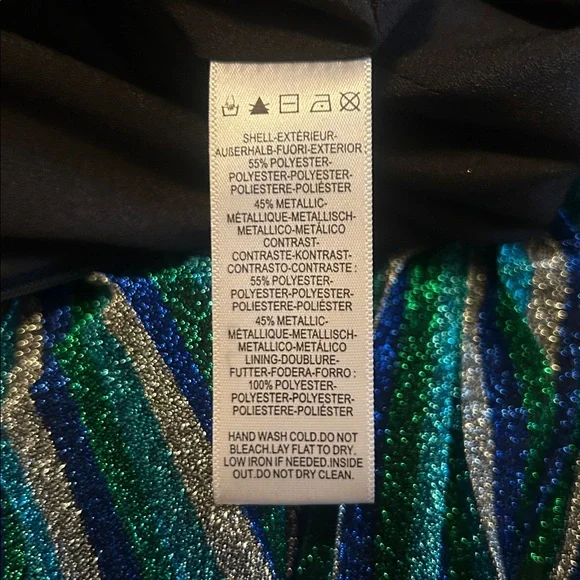 SHELL-EXTÉRIEUR-
AUßERHALB-FUORI-EXTERIOR :
55% POLYESTER-
POLYESTER-POLYESTER-
POLIESTERE-POLIÉSTER
45% METALLIC-
MÉTALLIQUE-METALLISCH-
METALLICO-METÁLICO
CONTRAST-
CONTRASTE-KONTRAST-
CONTRASTO-CONTRASTE :
55% POLYESTER-
POLYESTER-POLYESTER-
POLIESTERE-POLIÉSTER
45% METALLIC-
MÉTALLIQUE-METALLISCH-
METALLICO-METÁLICO
LINING-DOUBLURE-
FUTTER-FODERA-FORRO :
100% POLYESTER-
POLYESTER-POLYESTER-
POLIESTERE-POLIÉSTER
HAND WASH COLD.DO NOT
BLEACH.LAY FLAT TO DRY.
LOW IRON IF NEEDED.INSIDE
OUT.DO NOT DRY CLEAN.